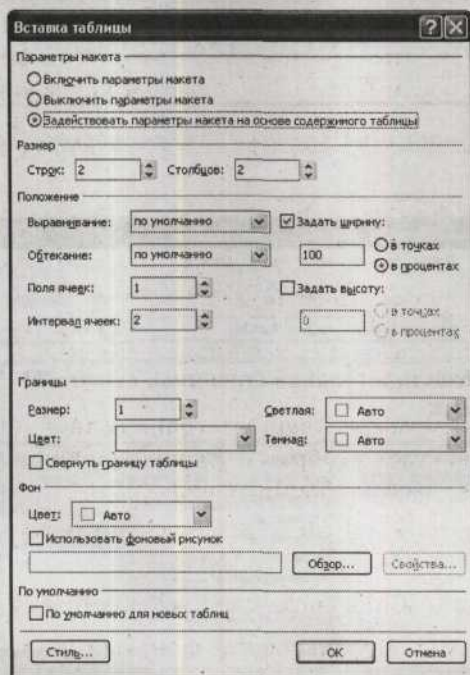 Вставка таблицы
Параметры макета
Включить параметры макета
Выключить параметры макета
Задействовать параметры макета на основе содержимого таблицы
Размер
Строк: 2 Столбцов: 2
Положение
Выравнивание: по умолчанию Задать ширину:
Обтекание: по умолчанию 100 в точках
в процентах
Поля ячеек: 1 Задать высоту:
Интервал ячеек: 2 0 в точках
в процентах
Границы
Размер: 1 Светлая: Авто
Цвет: Темная: Авто
Свернуть границу таблицы
Фон
Цвет: Авто
Использовать фоновый рисунок
Обзор... Свойства...
По умолчанию
По умолчанию для новых таблиц
Стиль... OK Отмена